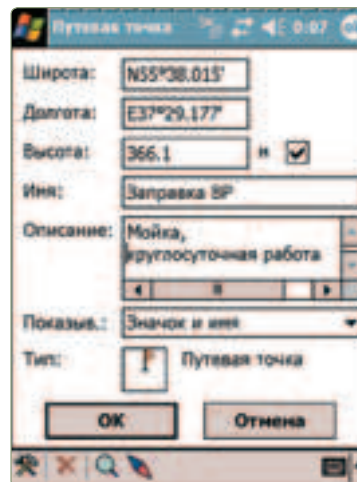 Путевая точка 0:07
Широта: N55°38.015'
Долгота: E37°29.177'
Высота: 366.1 м
Имя: Заправка BP
Описание: Мойка,
круглосуточная работа
Показыв.: Значок и имя
Тип: Путевая точка
OK Отмена